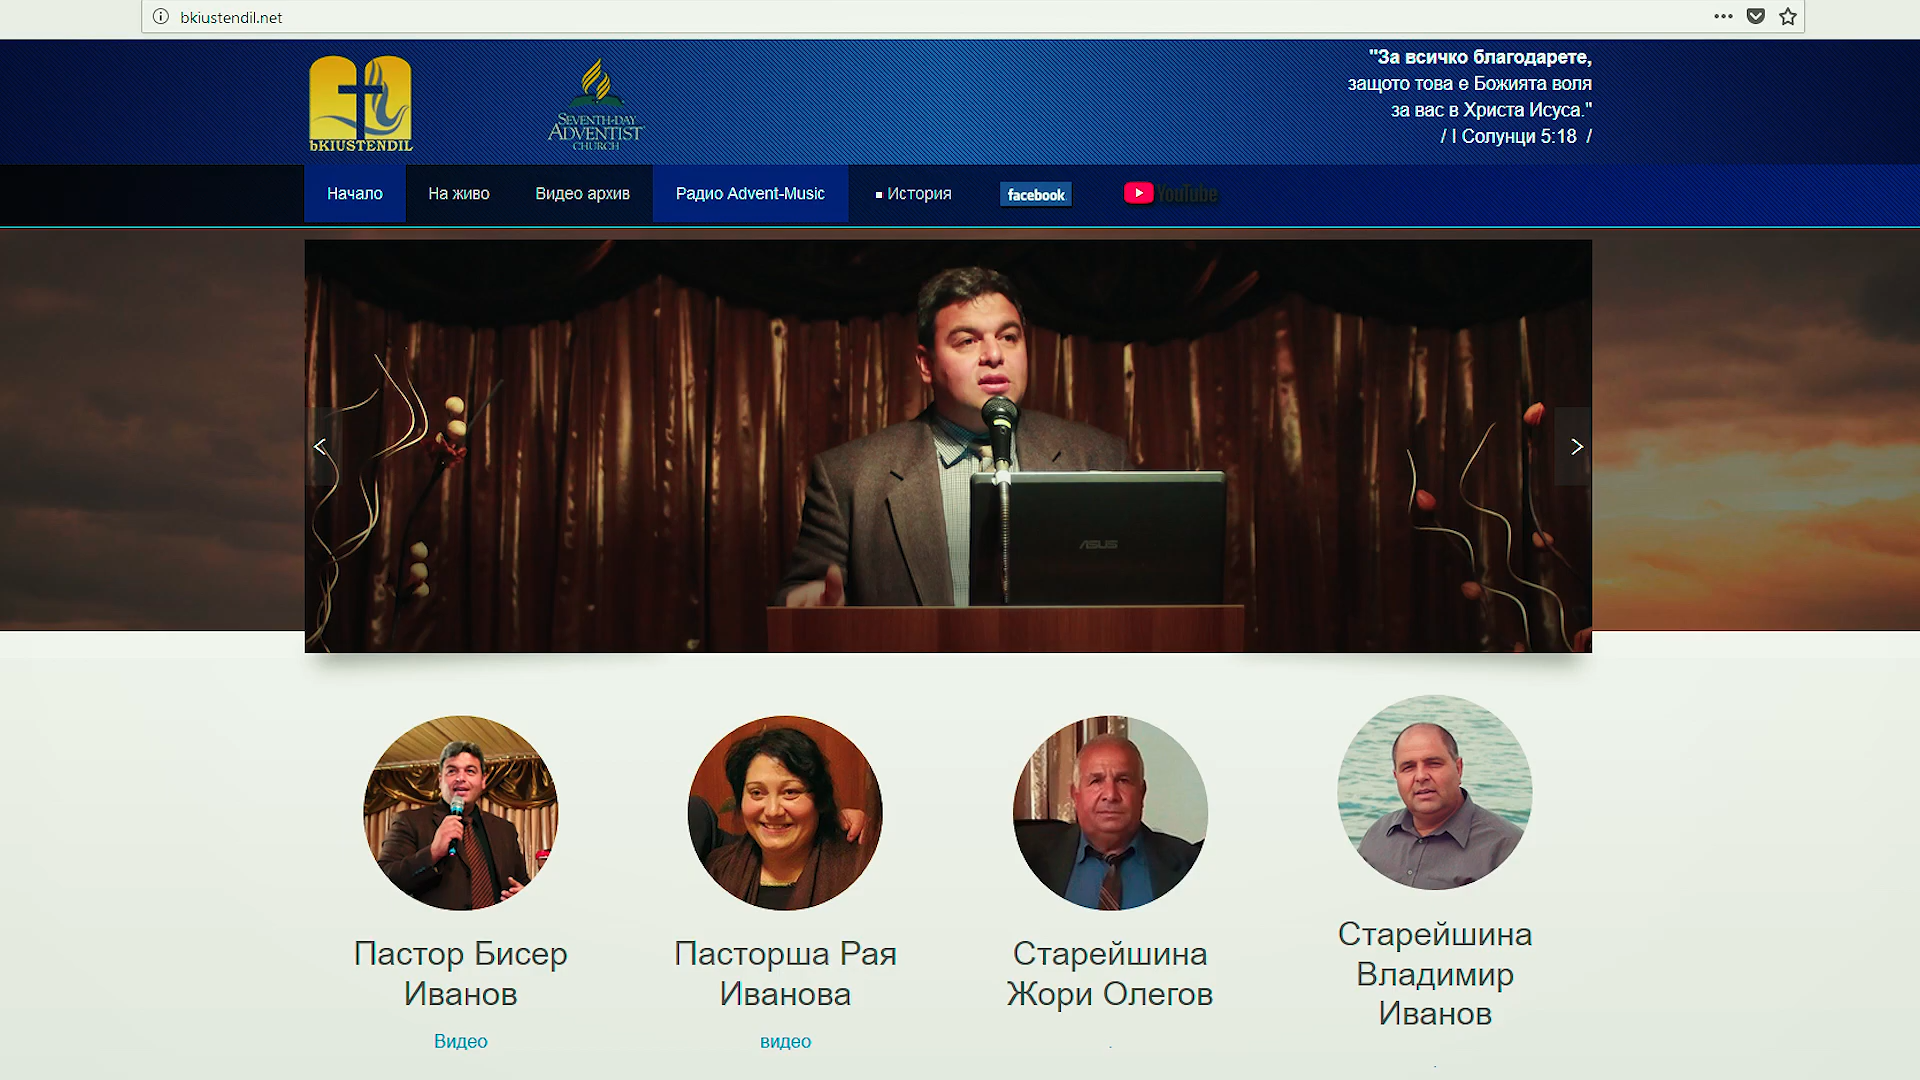 bkiustendil.net
bKIUSTENDIL
SEVENTH-DAY
ADVENTIST
CHURCH
"За всичко благодарете,
защото това е Божията воля
за вас в Христа Исуса."
/ I Солунци 5:18 /
Начало
На живо
Видео архив
Радио Advent-Music
История
facebook
YouTube
ASUS
Пастор Бисер
Иванов
Видео
Пасторша Рая
Иванова
видео
Старейшина
Жори Олегов
.
Старейшина
Владимир
Иванов
.